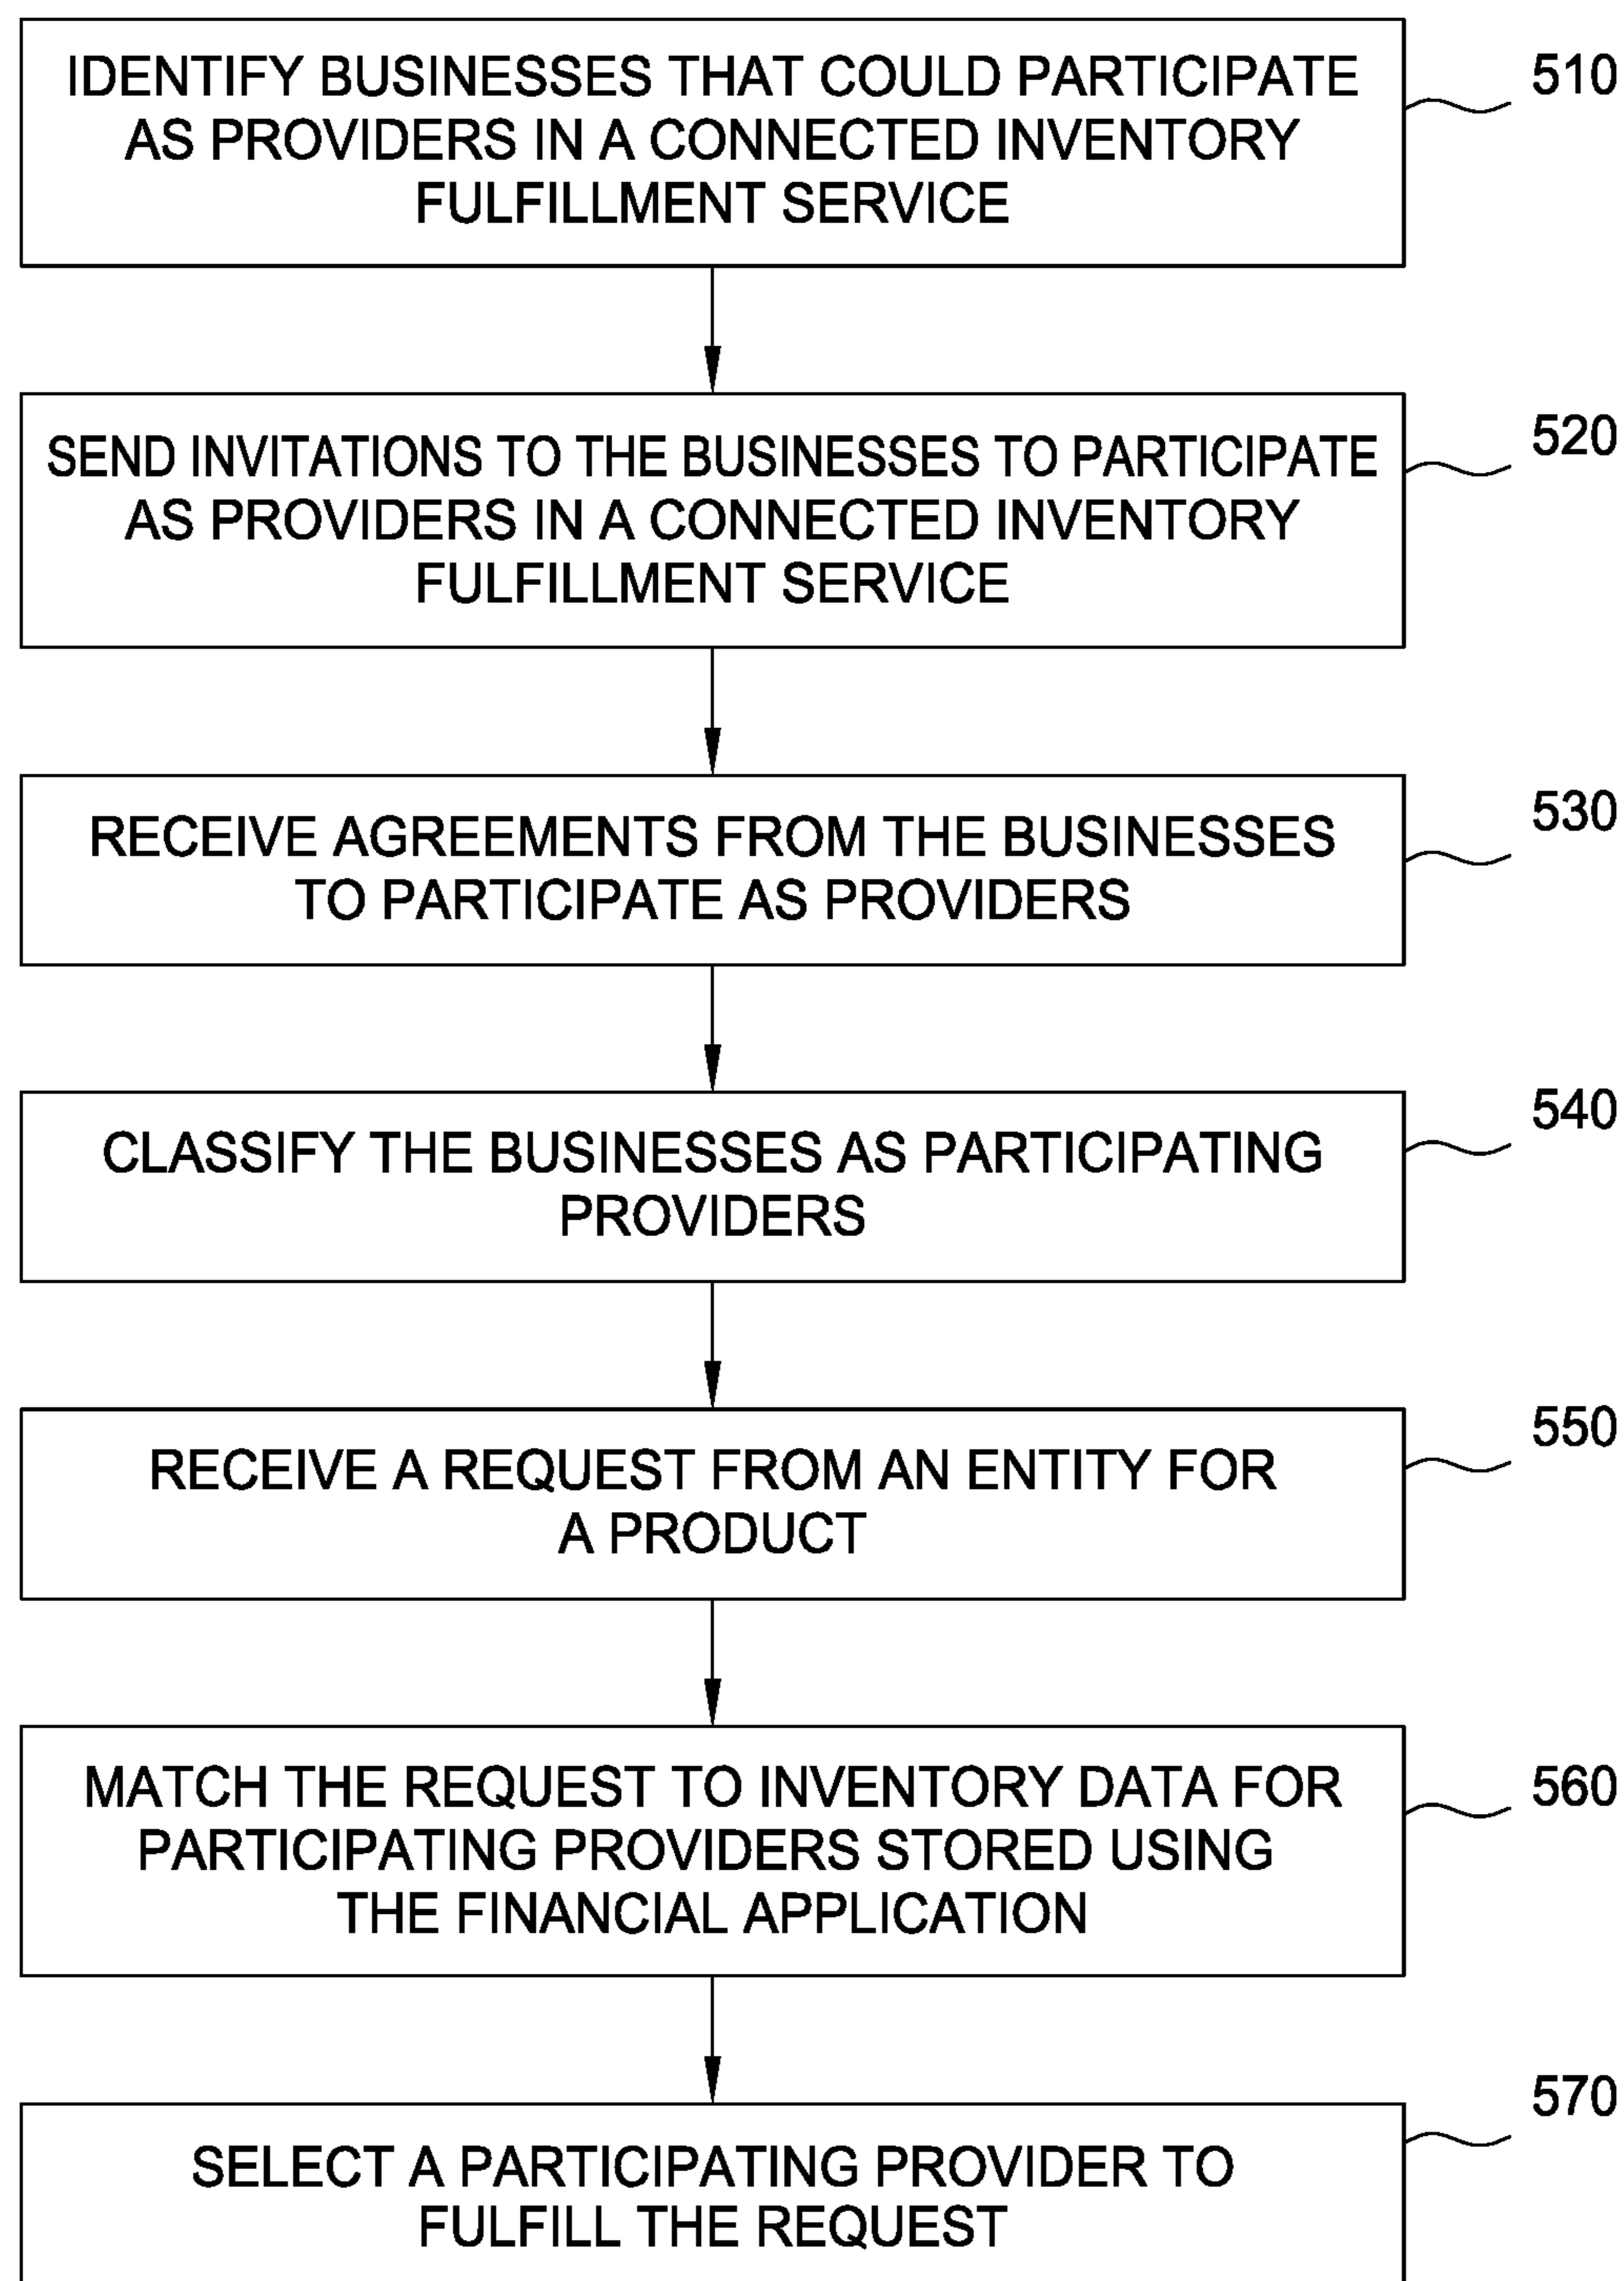 IDENTIFY BUSINESSES THAT COULD PARTICIPATE
AS PROVIDERS IN A CONNECTED INVENTORY
FULFILLMENT SERVICE
510
SEND INVITATIONS TO THE BUSINESSES TO PARTICIPATE
AS PROVIDERS IN A CONNECTED INVENTORY
FULFILLMENT SERVICE
520
RECEIVE AGREEMENTS FROM THE BUSINESSES
TO PARTICIPATE AS PROVIDERS
530
CLASSIFY THE BUSINESSES AS PARTICIPATING
PROVIDERS
540
RECEIVE A REQUEST FROM AN ENTITY FOR
A PRODUCT
550
MATCH THE REQUEST TO INVENTORY DATA FOR
PARTICIPATING PROVIDERS STORED USING
THE FINANCIAL APPLICATION
560
SELECT A PARTICIPATING PROVIDER TO
FULFILL THE REQUEST
570